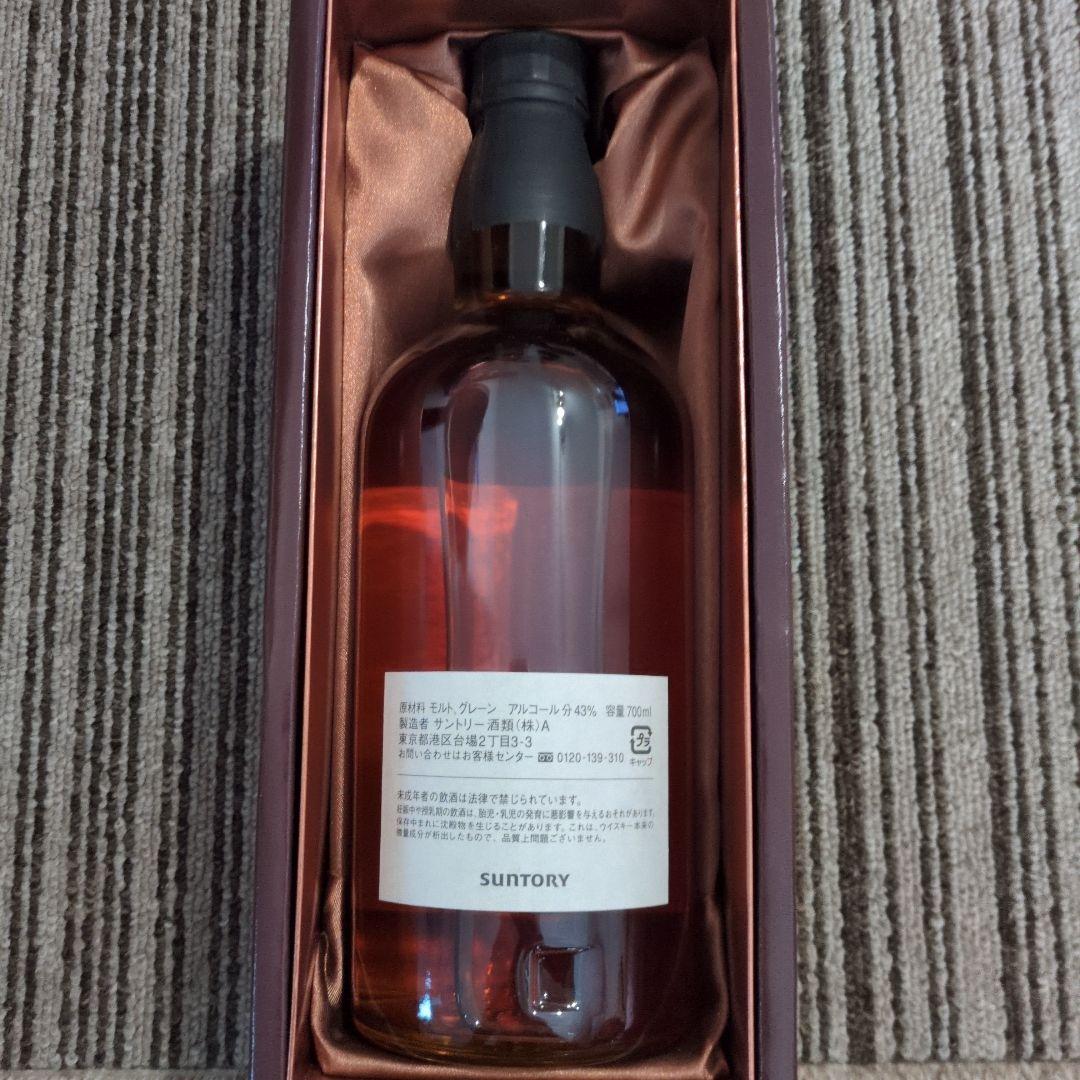 原材料 モルト、グレーン アルコール分 43% 容量 700ml
製造者 サントリー酒類(株)A
東京都港区台場2丁目3-3
お問い合わせはお客様センター 0120-139-310
プラ
キャップ
未成年者の飲酒は法律で禁じられています。
妊娠中や授乳期の飲酒は、胎児・乳児の発育に悪影響を与えるおそれがあります。
保存中まれに沈殿物を生じることがあります。これは、ウイスキー本来の
微量成分が析出したもので、品質上問題ございません。
SUNTORY